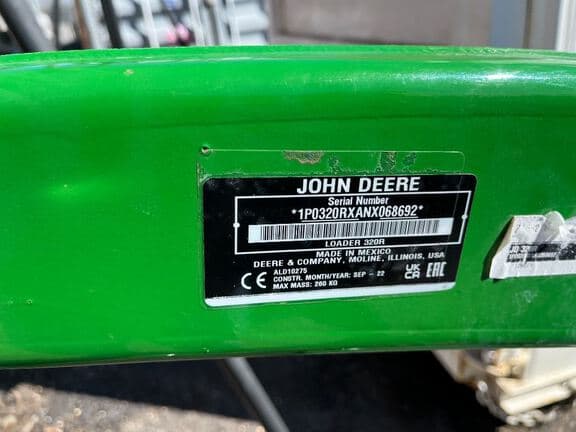 JOHN DEERE
Serial Number
*1P0320RXANX068692*
LOADER 320R
MADE IN MEXICO
DEERE & COMPANY, MOLINE, ILLINOIS, USA
ALD10275
CONSTR. MONTH/YEAR: SEP - 22
MAX MASS: 260 KG
CE
UK
CA
EAC